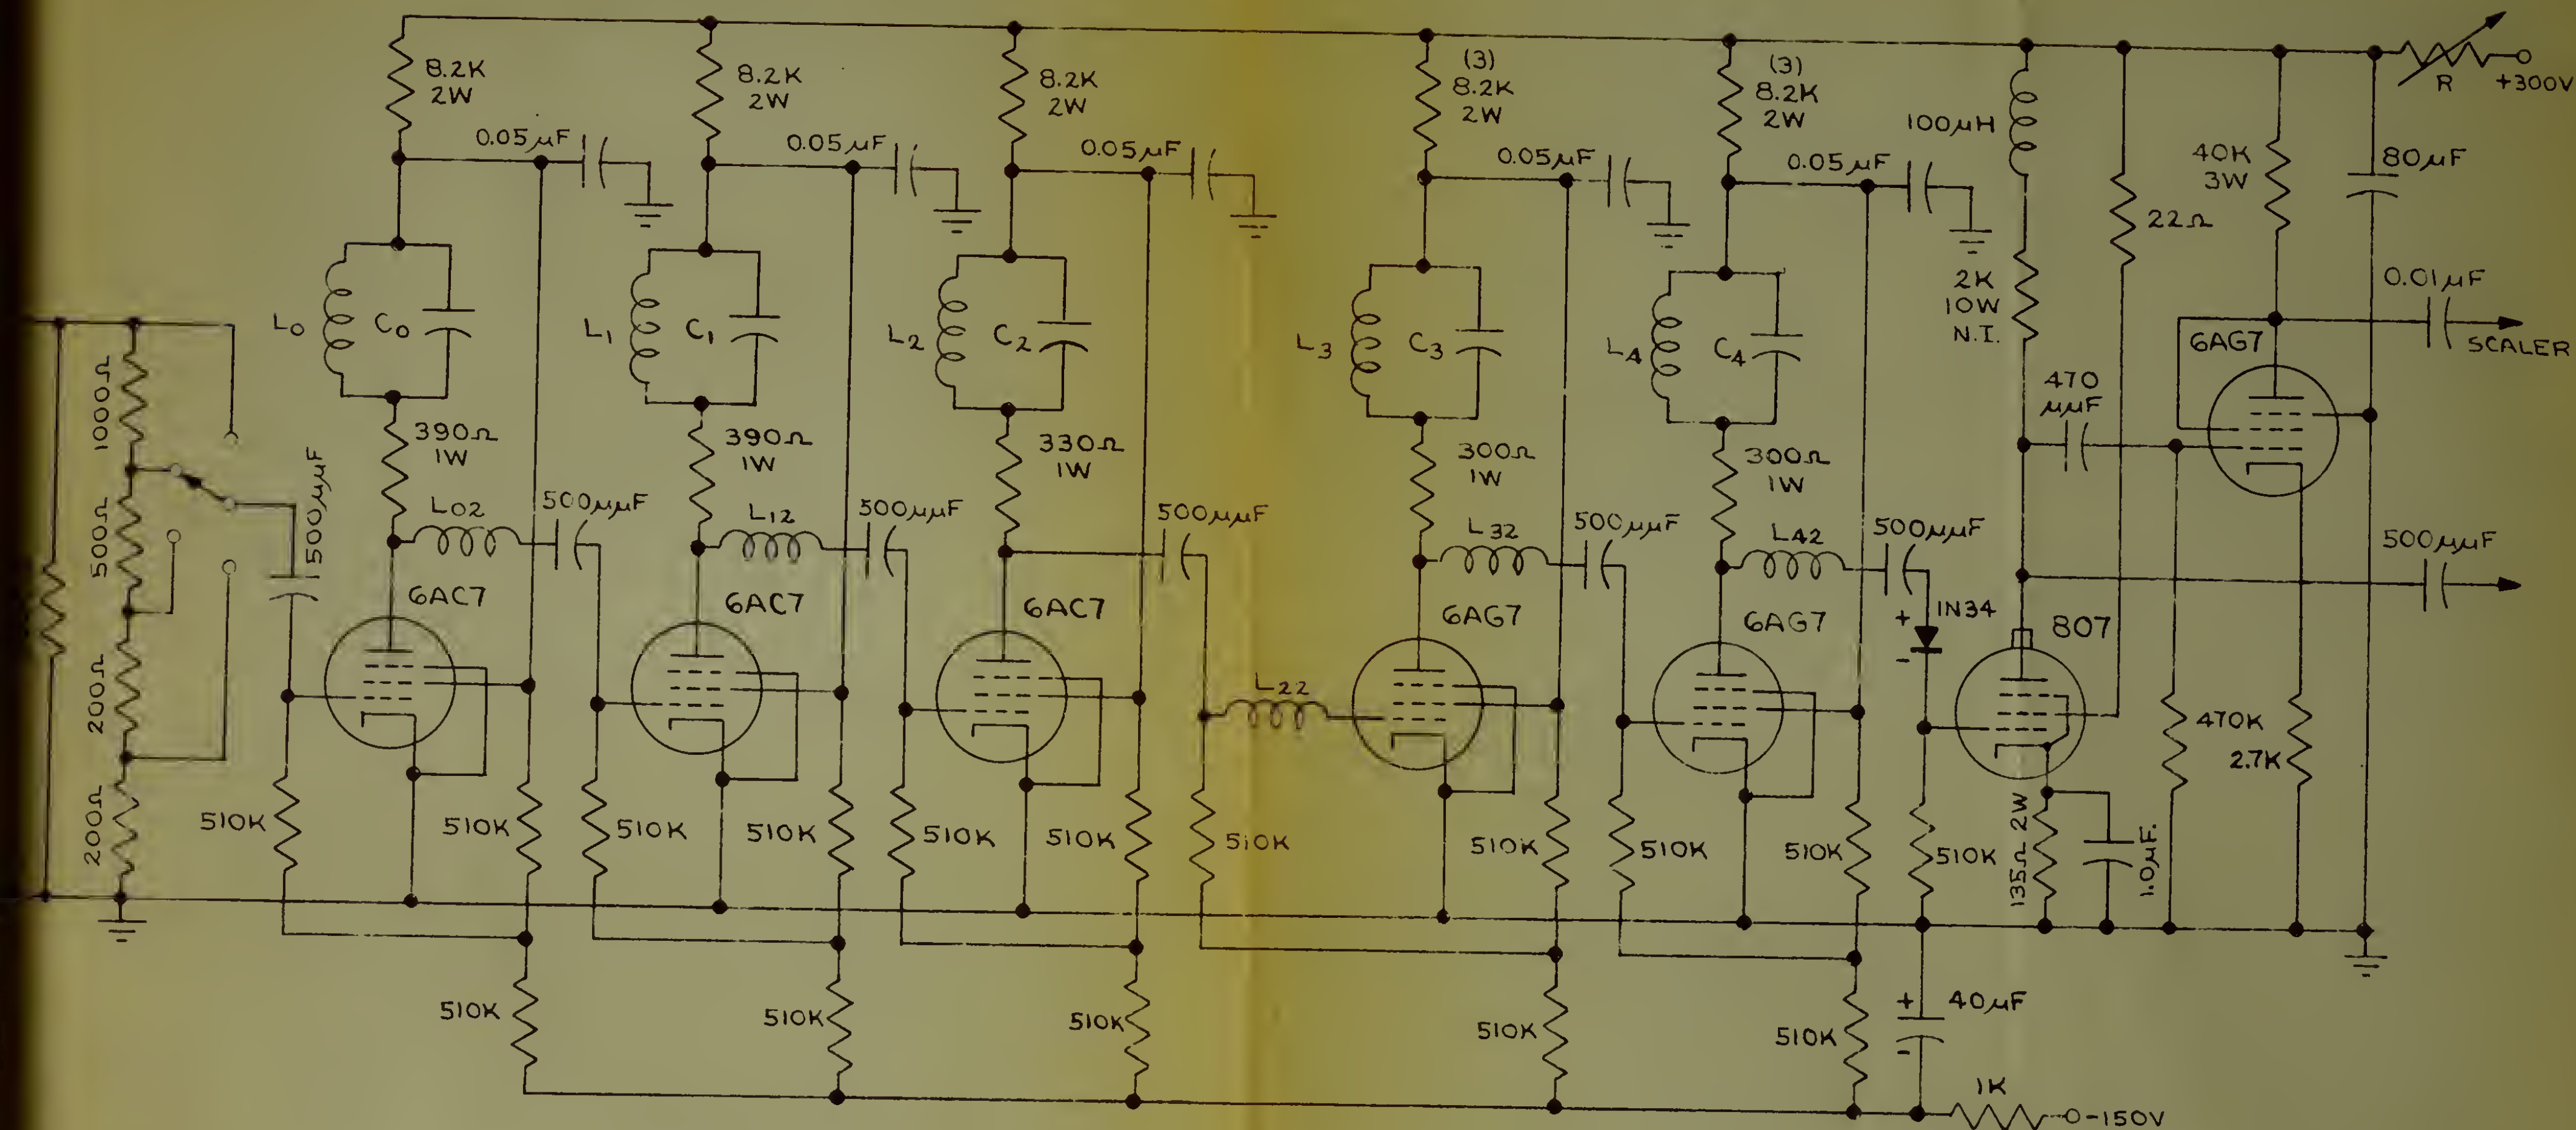 8.2K
2W
8.2K
2W
8.2K
2W
(3)
8.2K
2W
(3)
8.2K
2W
R
+300V
0.05μF
0.05μF
0.05μF
0.05μF
0.05μF
100μH
40K
3W
80μF
22Ω
2K
10W
N.I.
0.01μF
SCALER
L0
C0
L1
C1
L2
C2
L3
C3
L4
C4
6AG7
1000Ω
500Ω
200Ω
200Ω
1500μμF
390Ω
1W
390Ω
1W
330Ω
1W
300Ω
1W
300Ω
1W
470
μμF
L02
500μμF
L12
500μμF
500μμF
L32
500μμF
L42
500μμF
500μμF
6AC7
6AC7
6AC7
6AG7
6AG7
+
1N34
-
807
L22
470K
2.7K
510K
510K
510K
510K
510K
510K
510K
510K
510K
510K
510K
135Ω 2W
1.0μF.
510K
510K
510K
510K
510K
+
40μF
-
1K
-150V